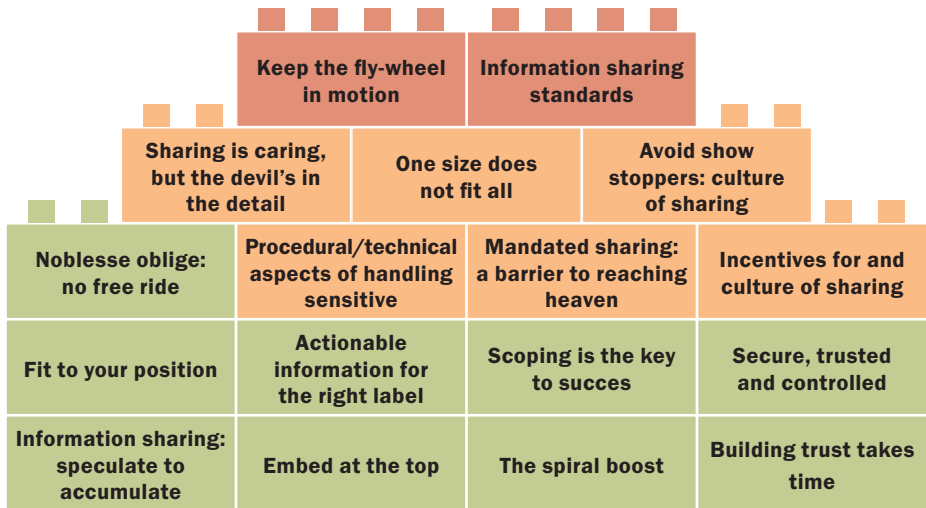 Keep the fly-wheel
in motion
Information sharing
standards
Sharing is caring,
but the devil's in
the detail
One size does
not fit all
Avoid show
stoppers: culture
of sharing
Noblesse oblige:
no free ride
Procedural/technical
aspects of handling
sensitive
Mandated sharing:
a barrier to reaching
heaven
Incentives for and
culture of sharing
Fit to your position
Actionable
information for
the right label
Scoping is the key
to succes
Secure, trusted
and controlled
Information sharing:
speculate to
accumulate
Embed at the top
The spiral boost
Building trust takes
time